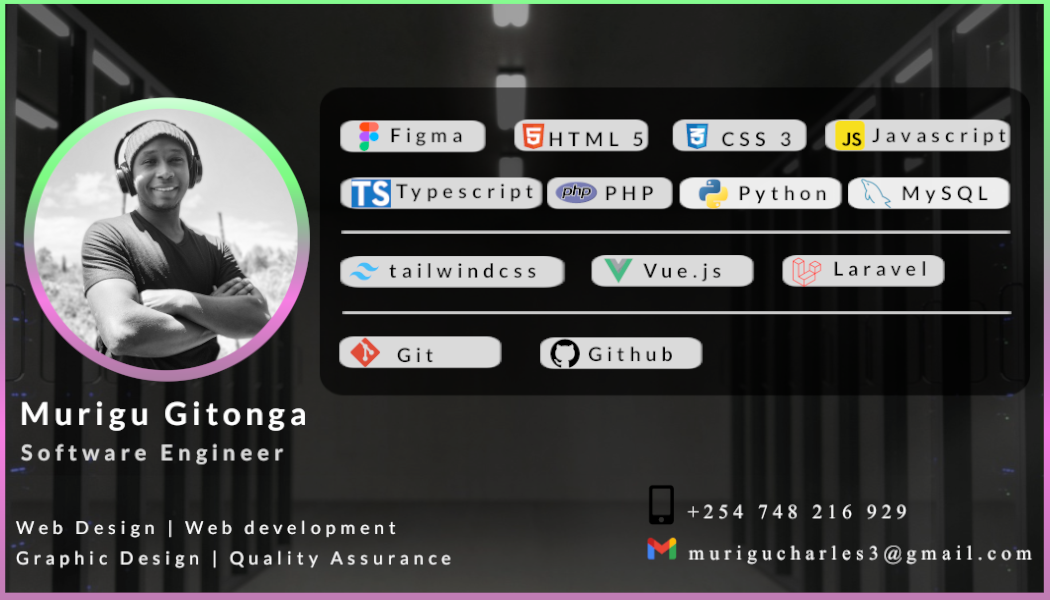 Figma HTML 5 CSS 3 JS Javascript
TS Typescript php PHP Python MySQL
tailwindcss Vue.js Laravel
Git Github
Murigu Gitonga
Software Engineer
Web Design | Web development
Graphic Design | Quality Assurance
+254 748 216 929
murigucharles3@gmail.com